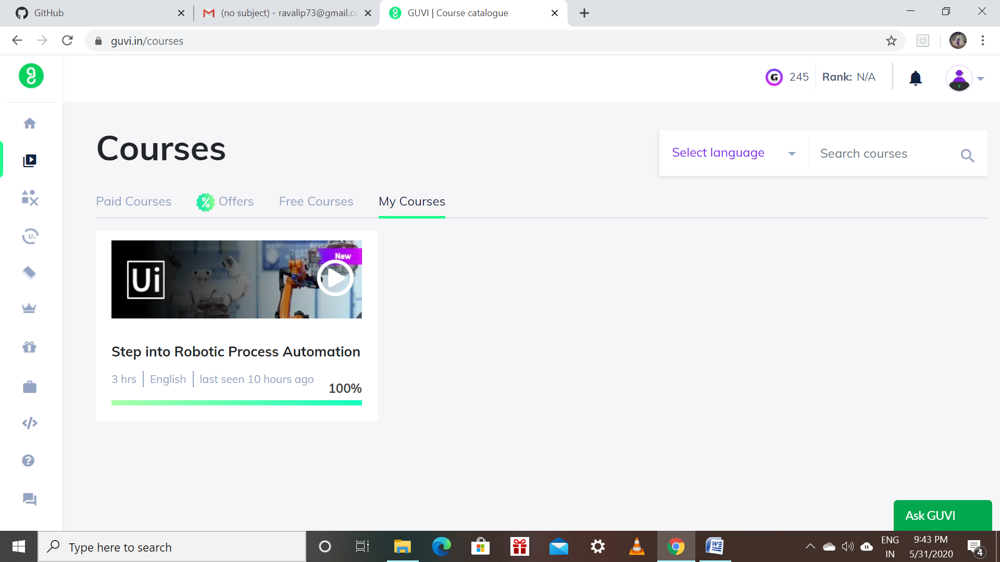 GitHub
(no subject) - ravalip73@gmail.co
GUVI | Course catalogue
guvi.in/courses
G 245 Rank: N/A
Courses
Select language
Search courses
Paid Courses
% Offers
Free Courses
My Courses
New
Ui
Step into Robotic Process Automation
3 hrs | English | last seen 10 hours ago
100%
Ask GUVI
Type here to search
ENG
IN
9:43 PM
5/31/2020
4